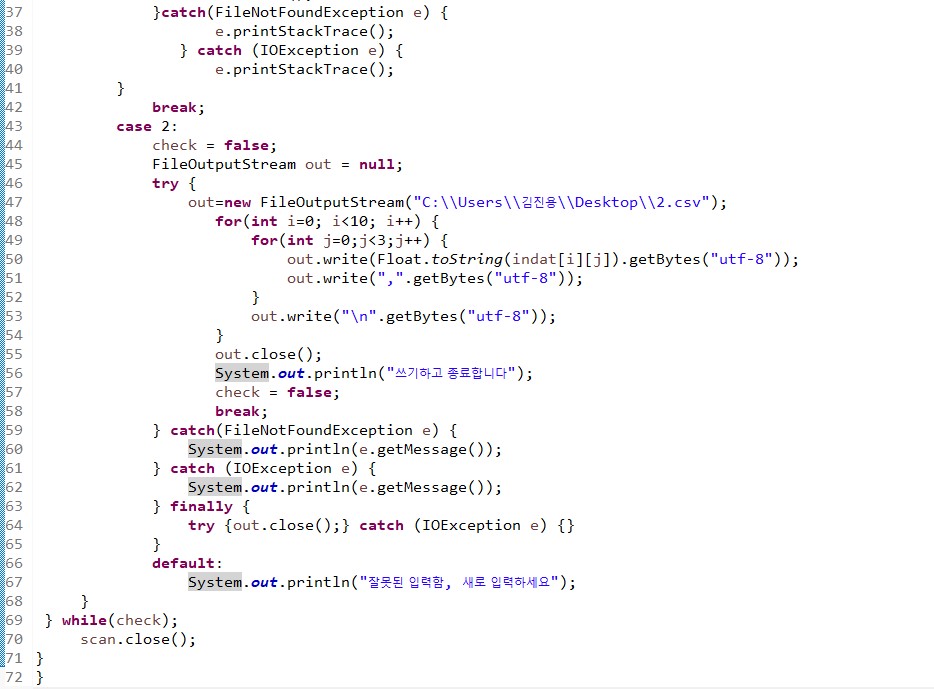 37 }catch(FileNotFoundException e) {
38 e.printStackTrace();
39 } catch (IOException e) {
40 e.printStackTrace();
41 }
42 break;
43 case 2:
44 check = false;
45 FileOutputStream out = null;
46 try {
47 out=new FileOutputStream("C:\\Users\\김진용\\Desktop\\2.csv");
48 for(int i=0; i<10; i++) {
49 for(int j=0;j<3;j++) {
50 out.write(Float.toString(indat[i][j]).getBytes("utf-8"));
51 out.write(",".getBytes("utf-8"));
52 }
53 out.write("\n".getBytes("utf-8"));
54 }
55 out.close();
56 System.out.println("쓰기하고 종료합니다");
57 check = false;
58 break;
59 } catch(FileNotFoundException e) {
60 System.out.println(e.getMessage());
61 } catch (IOException e) {
62 System.out.println(e.getMessage());
63 } finally {
64 try {out.close();} catch (IOException e) {}
65 }
66 default:
67 System.out.println("잘못된 입력함, 새로 입력하세요");
68 }
69 } while(check);
70 scan.close();
71 }
72 }